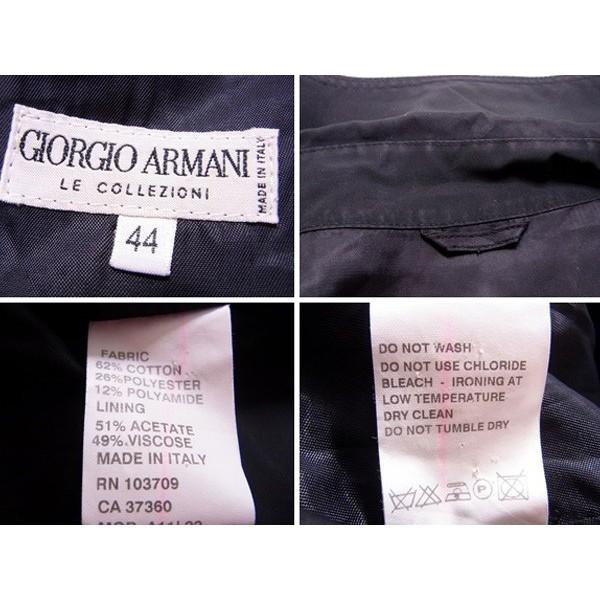 GIORGIO ARMANI
LE COLLEZIONI
MADE IN ITALY
44
FABRIC
62% COTTON
26%POLYESTER
12% POLYAMIDE
LINING
51% ACETATE
49%.VISCOSE
MADE IN ITALY
RN 103709
CA 37360
DO NOT WASH
DO NOT USE CHLORIDE
BLEACH - IRONING AT
LOW TEMPERATURE
DRY CLEAN
DO NOT TUMBLE DRY
P